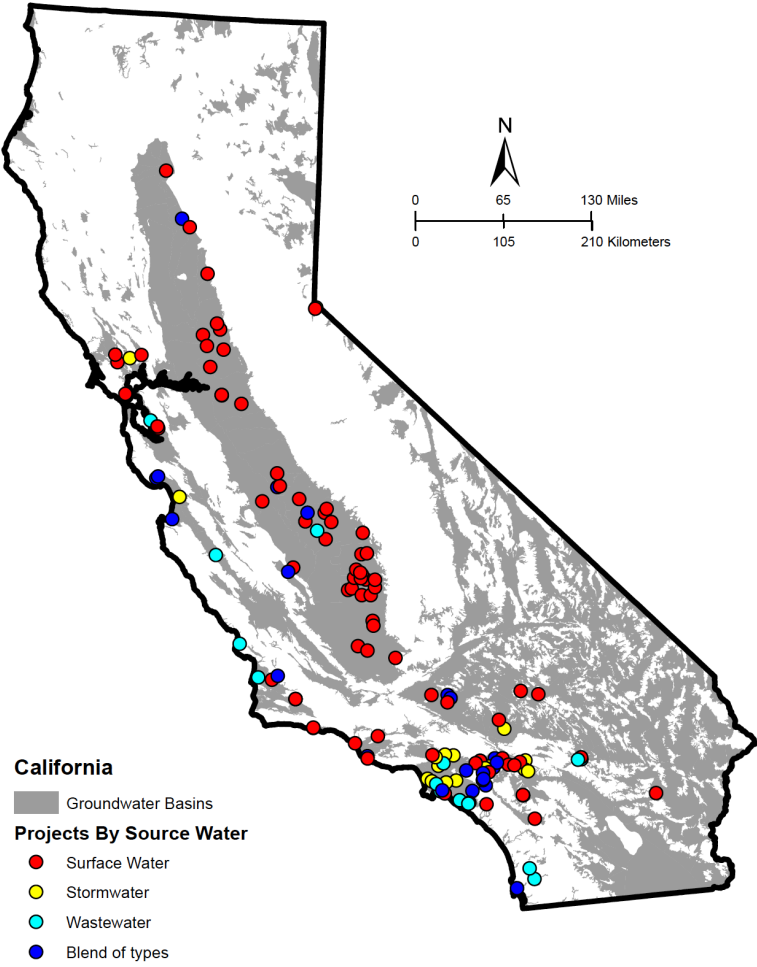 N
0 65 130 Miles
0 105 210 Kilometers
California
Groundwater Basins
Projects By Source Water
Surface Water
Stormwater
Wastewater
Blend of types